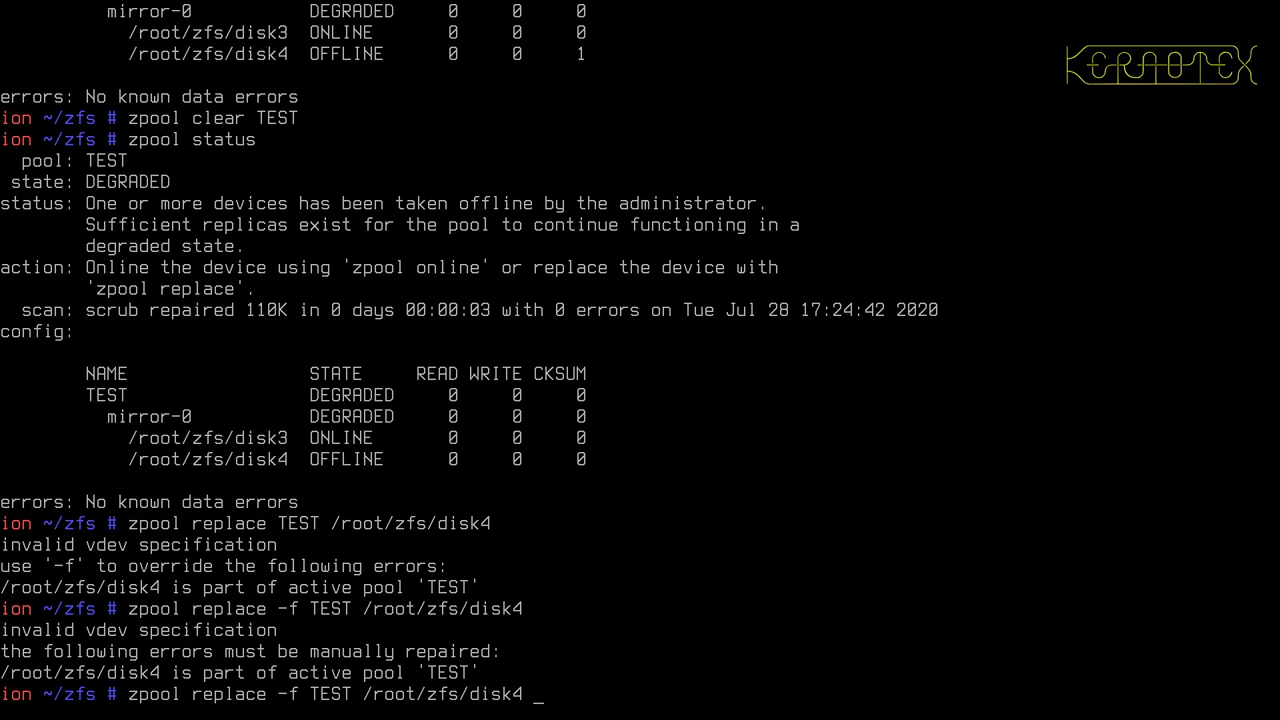 mirror-0 DEGRADED 0 0 0
/root/zfs/disk3 ONLINE 0 0 0
/root/zfs/disk4 OFFLINE 0 0 1
KERNOTEX
errors: No known data errors
ion ~/zfs # zpool clear TEST
ion ~/zfs # zpool status
pool: TEST
state: DEGRADED
status: One or more devices has been taken offline by the administrator.
Sufficient replicas exist for the pool to continue functioning in a
degraded state.
action: Online the device using 'zpool online' or replace the device with
'zpool replace'.
scan: scrub repaired 110K in 0 days 00:00:03 with 0 errors on Tue Jul 28 17:24:42 2020
config:
NAME STATE READ WRITE CKSUM
TEST DEGRADED 0 0 0
mirror-0 DEGRADED 0 0 0
/root/zfs/disk3 ONLINE 0 0 0
/root/zfs/disk4 OFFLINE 0 0 0
errors: No known data errors
ion ~/zfs # zpool replace TEST /root/zfs/disk4
invalid vdev specification
use '-f' to override the following errors:
/root/zfs/disk4 is part of active pool 'TEST'
ion ~/zfs # zpool replace -f TEST /root/zfs/disk4
invalid vdev specification
the following errors must be manually repaired:
/root/zfs/disk4 is part of active pool 'TEST'
ion ~/zfs # zpool replace -f TEST /root/zfs/disk4 _